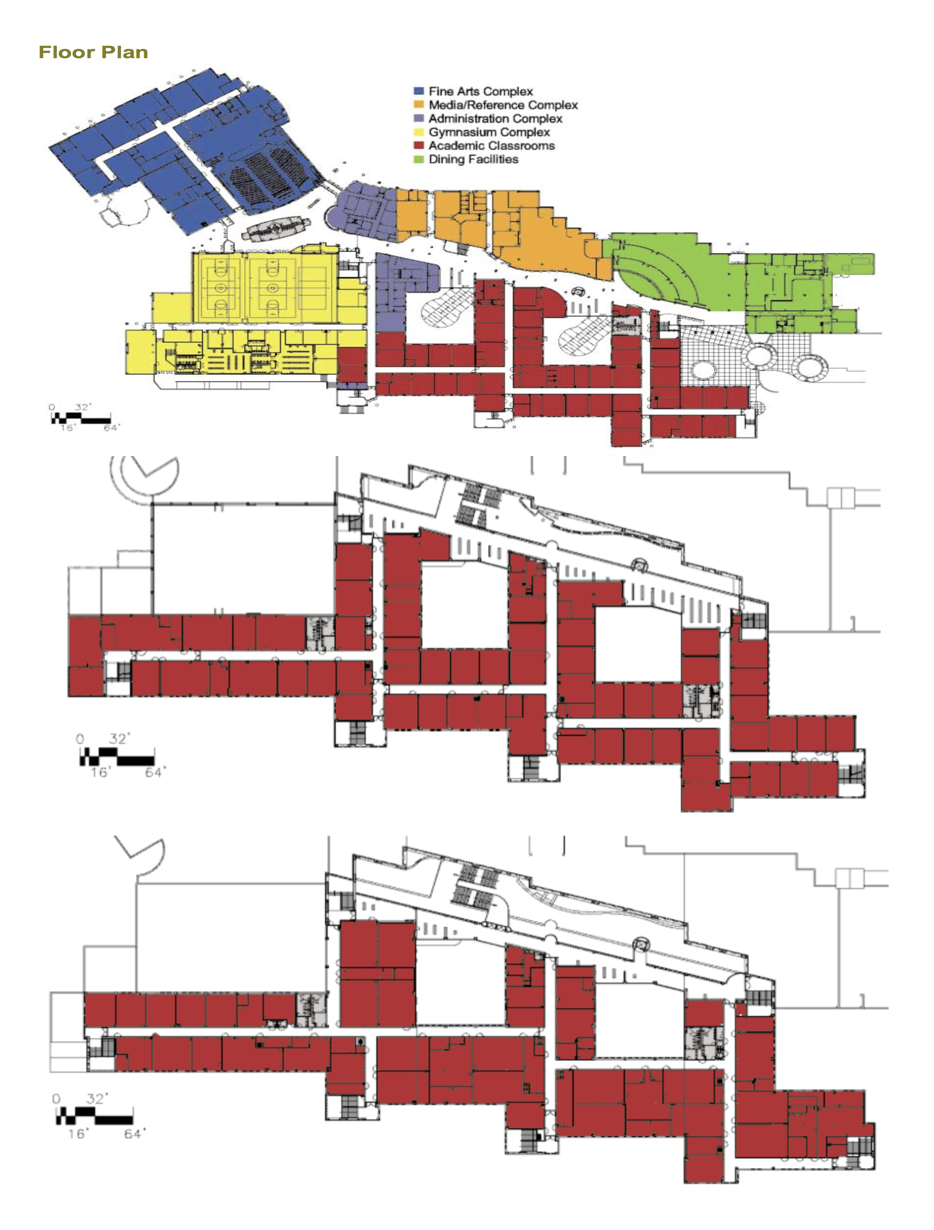 Floor Plan
Fine Arts Complex
Media/Reference Complex
Administration Complex
Gymnasium Complex
Academic Classrooms
Dining Facilities
0 32'
16' 64'
0 32'
16' 64'
0 32'
16' 64'